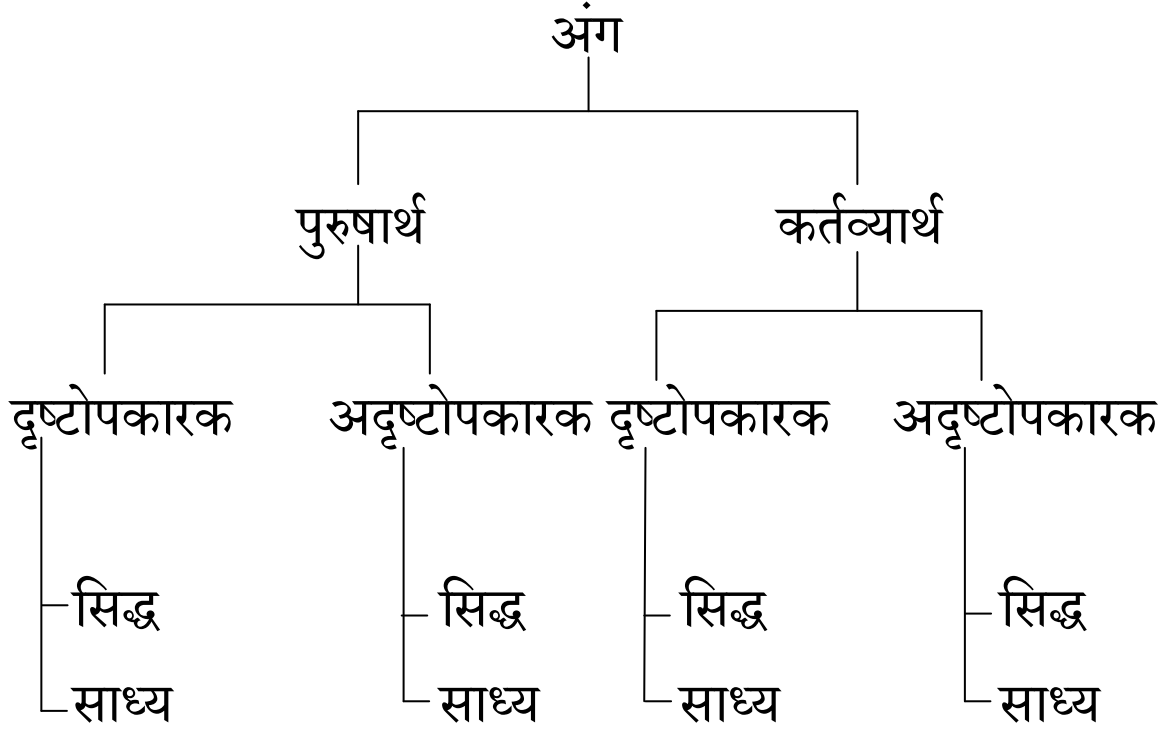 अंग
पुरुषार्थ कर्तव्यार्थ
दृष्टोपकारक अदृष्टोपकारक दृष्टोपकारक अदृष्टोपकारक
सिद्ध सिद्ध सिद्ध सिद्ध
साध्य साध्य साध्य साध्य